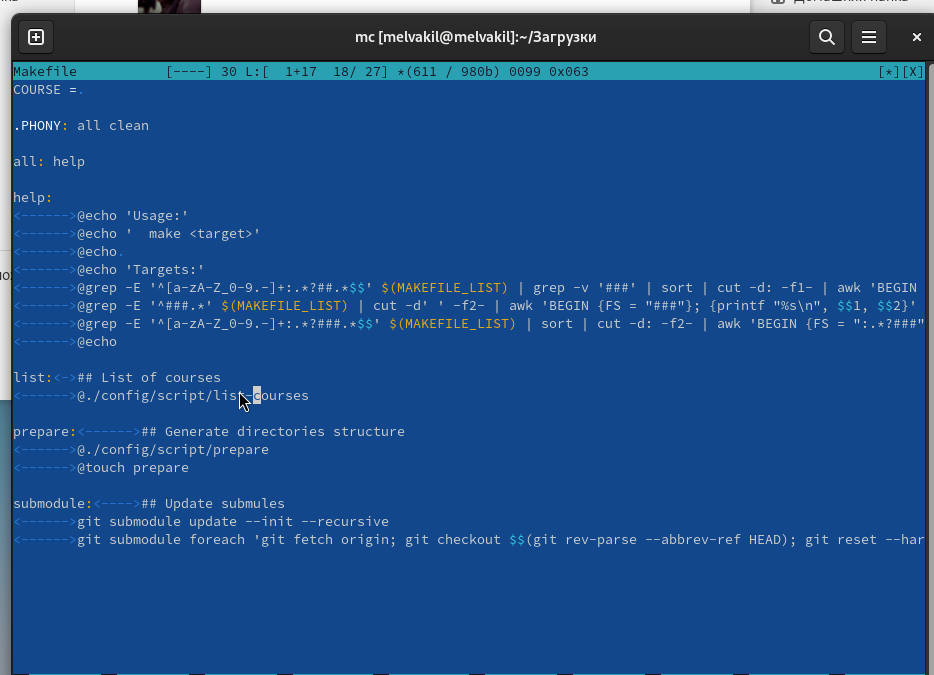 mc [melvakil@melvakil]:~/Загрузки
Makefile [----] 30 L:[ 1+17 18/ 27] *(611 / 980b) 0099 0x063 [*][X]
COURSE =.
.PHONY: all clean
all: help
help:
<------>@echo 'Usage:'
<------>@echo '  make <target>'
<------>@echo.
<------>@echo 'Targets:'
<------>@grep -E '^[a-zA-Z_0-9.-]+:.*?##.*$$' $(MAKEFILE_LIST) | grep -v '###' | sort | cut -d: -f1- | awk 'BEGIN
<------>@grep -E '^###.*' $(MAKEFILE_LIST) | cut -d' ' -f2- | awk 'BEGIN {FS = "###"}; {printf "%s\n", $$1, $$2}'
<------>@grep -E '^[a-zA-Z_0-9.-]+:.*?###.*$$' $(MAKEFILE_LIST) | sort | cut -d: -f2- | awk 'BEGIN {FS = ":.*?###"
<------>@echo
list:<->## List of courses
<------>@./config/script/list-courses
prepare:<------>## Generate directories structure
<------>@./config/script/prepare
<------>@touch prepare
submodule:<---->## Update submules
<------>git submodule update --init --recursive
<------>git submodule foreach 'git fetch origin; git checkout $$(git rev-parse --abbrev-ref HEAD); git reset --har